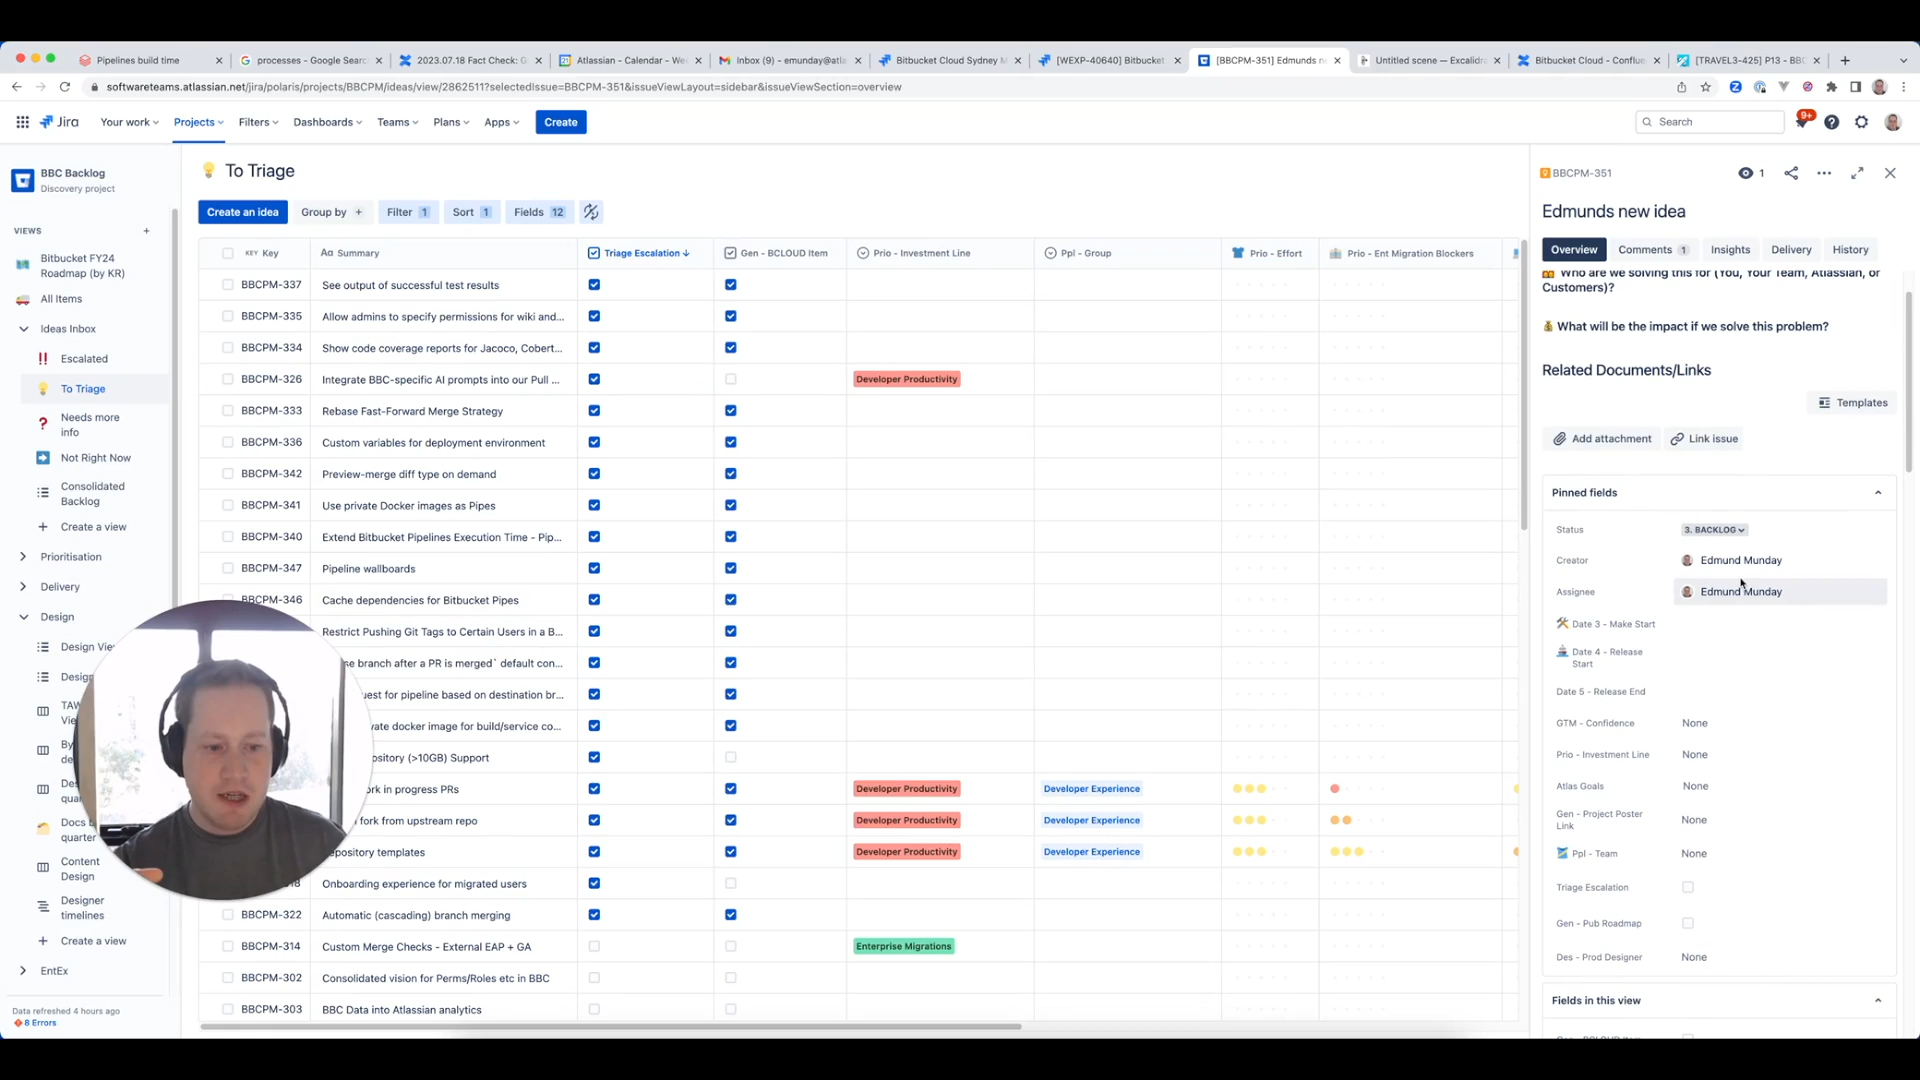 Pipelines build time
processes - Google Searc
2023.07.18 Fact Check: G
Atlassian - Calendar - We
Inbox (9) - emunday@atl
Bitbucket Cloud Sydney M
[WEXP-40640] Bitbucket
[BBCPM-351] Edmunds n
Untitled scene — Excalidra
Bitbucket Cloud - Conflue
[TRAVEL3-425] P13 - BBC
softwareteams.atlassian.net/jira/polaris/projects/BBCPM/ideas/view/2862511?selectedIssue=BBCPM-351&issueViewLayout=sidebar&issueViewSection=overview
Jira
Your work
Projects
Filters
Dashboards
Teams
Plans
Apps
Create
Search
9+
BBC Backlog
Discovery project
VIEWS
Bitbucket FY24
Roadmap (by KR)
All Items
Ideas Inbox
Escalated
To Triage
Needs more
info
Not Right Now
Consolidated
Backlog
Create a view
Prioritisation
Delivery
Design
Design Vie
Desig
TAW
Vie
By
de
Des
qua
Docs b
quarter
Content
Design
Designer
timelines
Create a view
EntEx
Data refreshed 4 hours ago
8 Errors
To Triage
Create an idea
Group by +
Filter 1
Sort 1
Fields 12
KEY Key
Aa Summary
Triage Escalation ↓
Gen - BCLOUD Item
Prio - Investment Line
Ppl - Group
Prio - Effort
Prio - Ent Migration Blockers
BBCPM-337 See output of successful test results
BBCPM-335 Allow admins to specify permissions for wiki and...
BBCPM-334 Show code coverage reports for Jacoco, Cobert...
BBCPM-326 Integrate BBC-specific AI prompts into our Pull ... Developer Productivity
BBCPM-333 Rebase Fast-Forward Merge Strategy
BBCPM-336 Custom variables for deployment environment
BBCPM-342 Preview-merge diff type on demand
BBCPM-341 Use private Docker images as Pipes
BBCPM-340 Extend Bitbucket Pipelines Execution Time - Pip...
BBCPM-347 Pipeline wallboards
BBCPM-346 Cache dependencies for Bitbucket Pipes
Restrict Pushing Git Tags to Certain Users in a B...
se branch after a PR is merged` default con...
uest for pipeline based on destination br...
vate docker image for build/service co...
ository (>10GB) Support
rk in progress PRs Developer Productivity Developer Experience
fork from upstream repo Developer Productivity Developer Experience
epository templates Developer Productivity Developer Experience
Onboarding experience for migrated users
BBCPM-322 Automatic (cascading) branch merging
BBCPM-314 Custom Merge Checks - External EAP + GA Enterprise Migrations
BBCPM-302 Consolidated vision for Perms/Roles etc in BBC
BBCPM-303 BBC Data into Atlassian analytics
BBCPM-351
1
Edmunds new idea
Overview
Comments 1
Insights
Delivery
History
Who are we solving this for (You, Your Team, Atlassian, or
Customers)?
What will be the impact if we solve this problem?
Related Documents/Links
Templates
Add attachment
Link issue
Pinned fields
Status 3. BACKLOG
Creator Edmund Munday
Assignee Edmund Munday
Date 3 - Make Start
Date 4 - Release
Start
Date 5 - Release End
GTM - Confidence None
Prio - Investment Line None
Atlas Goals None
Gen - Project Poster
Link None
Ppl - Team None
Triage Escalation
Gen - Pub Roadmap
Des - Prod Designer None
Fields in this view